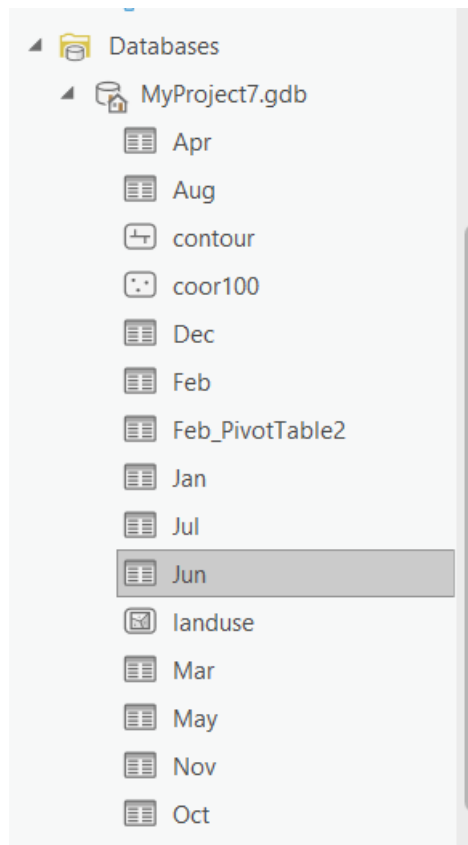 Databases
MyProject7.gdb
Apr
Aug
contour
coor100
Dec
Feb
Feb_PivotTable2
Jan
Jul
Jun
landuse
Mar
May
Nov
Oct